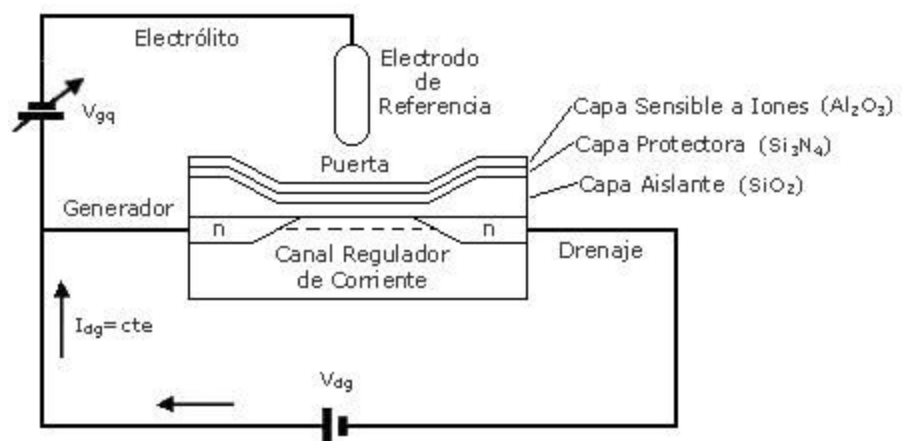 Electrólito
Electrodo
de
Referencia
Capa Sensible a Iones (Al₂O₃)
Vgq
Capa Protectora (Si₃N₄)
Puerta
Capa Aislante (SiO₂)
Generador
n
n
Drenaje
Canal Regulador
de Corriente
Idg=cte
Vdg